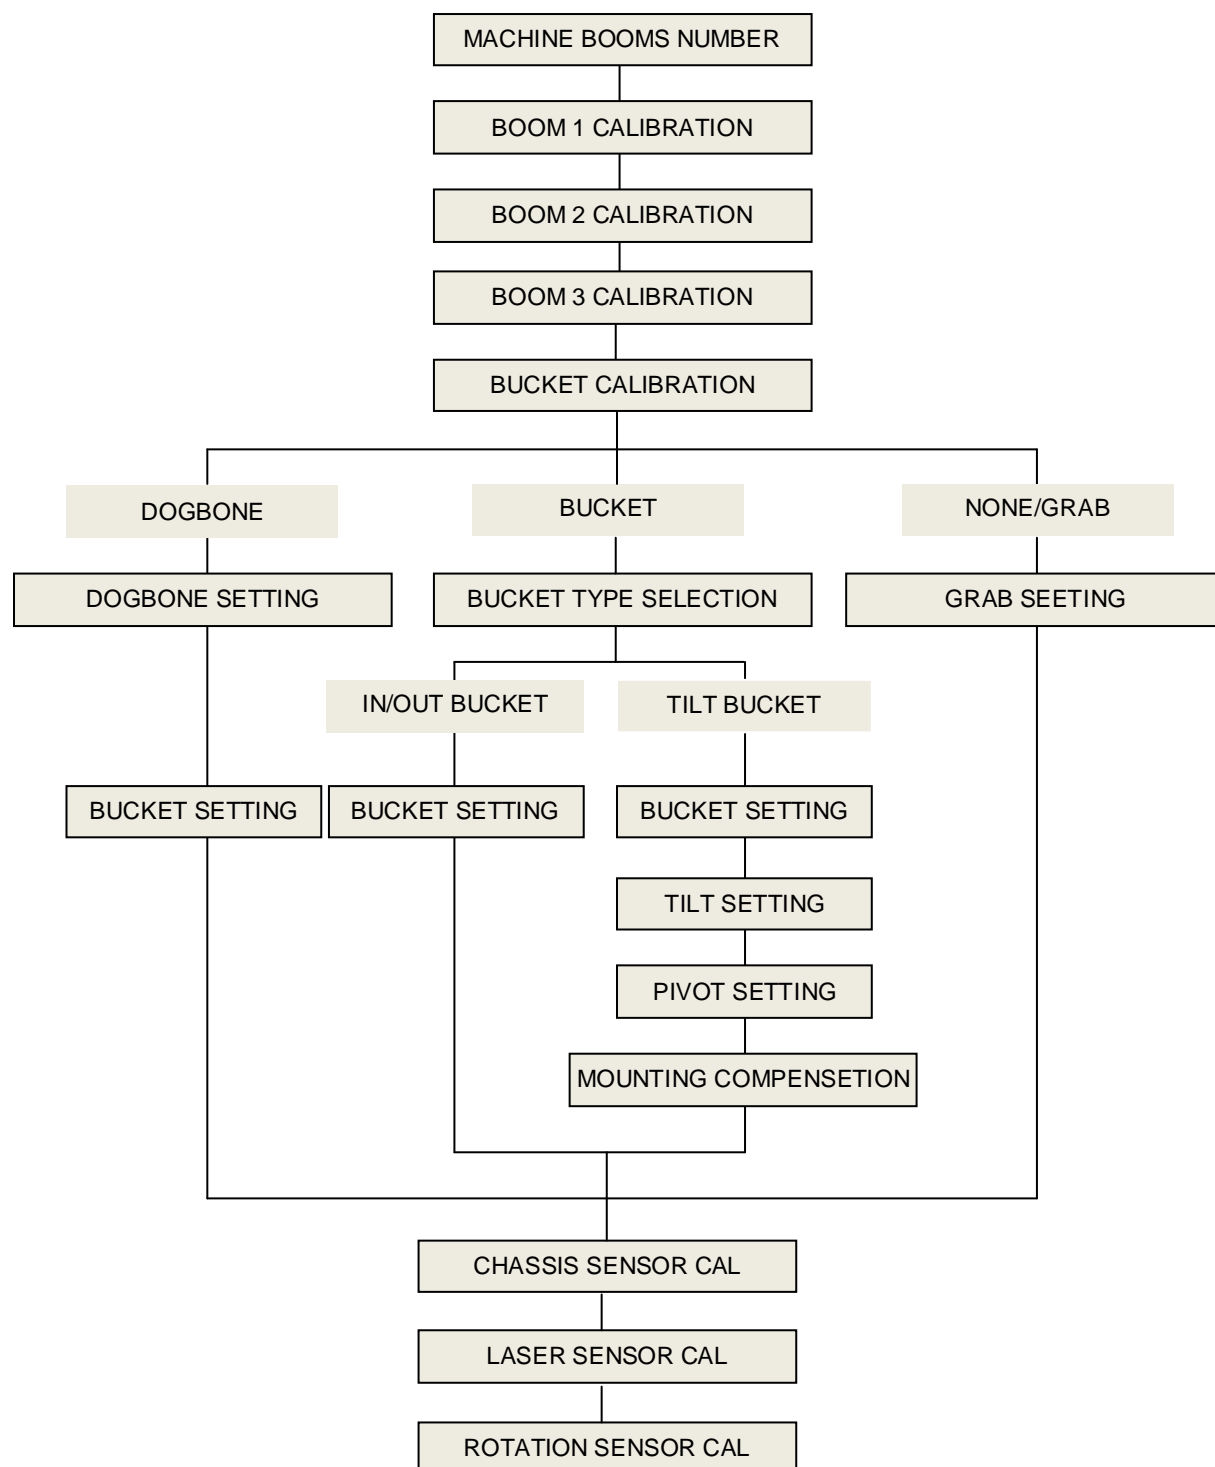 MACHINE BOOMS NUMBER
BOOM 1 CALIBRATION
BOOM 2 CALIBRATION
BOOM 3 CALIBRATION
BUCKET CALIBRATION
DOGBONE
BUCKET
NONE/GRAB
DOGBONE SETTING
BUCKET TYPE SELECTION
GRAB SEETING
IN/OUT BUCKET
TILT BUCKET
BUCKET SETTING
BUCKET SETTING
BUCKET SETTING
TILT SETTING
PIVOT SETTING
MOUNTING COMPENSETION
CHASSIS SENSOR CAL
LASER SENSOR CAL
ROTATION SENSOR CAL